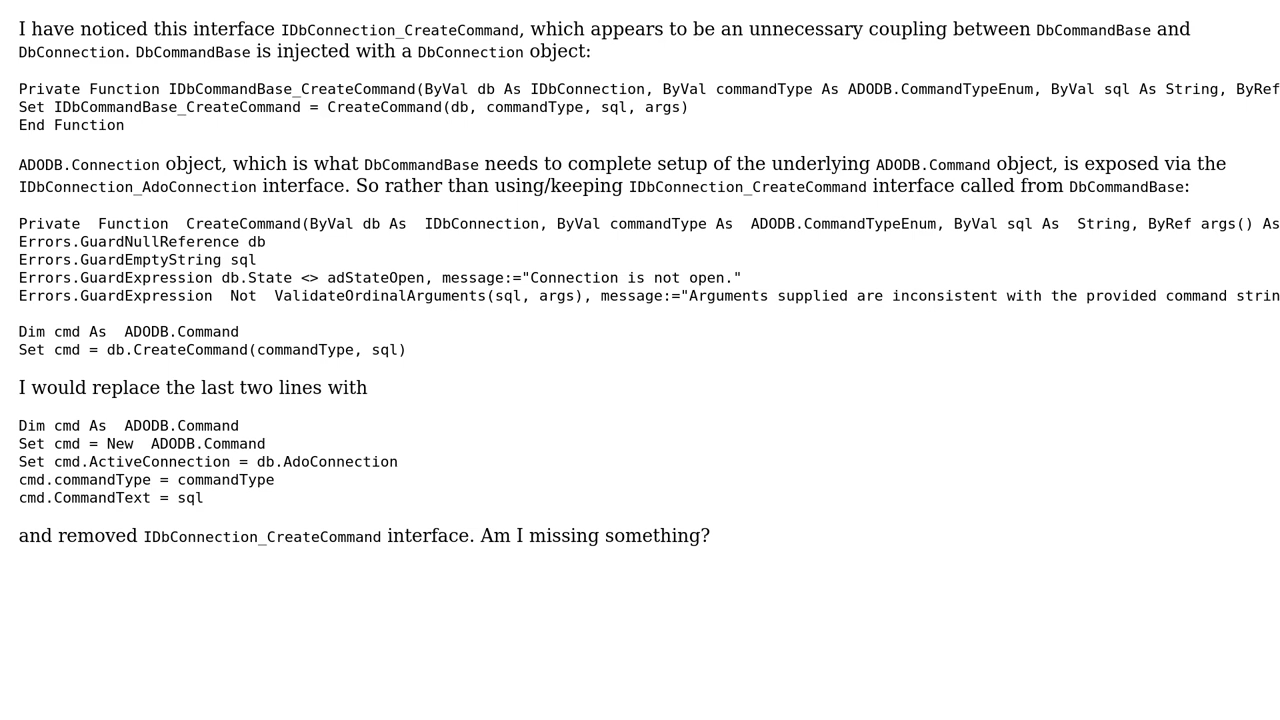 I have noticed this interface IDbConnection_CreateCommand, which appears to be an unnecessary coupling between DbCommandBase and
DbConnection. DbCommandBase is injected with a DbConnection object:
Private Function IDbCommandBase_CreateCommand(ByVal db As IDbConnection, ByVal commandType As ADODB.CommandTypeEnum, ByVal sql As String, ByRef
Set IDbCommandBase_CreateCommand = CreateCommand(db, commandType, sql, args)
End Function
ADODB.Connection object, which is what DbCommandBase needs to complete setup of the underlying ADODB.Command object, is exposed via the
IDbConnection_AdoConnection interface. So rather than using/keeping IDbConnection_CreateCommand interface called from DbCommandBase:
Private  Function  CreateCommand(ByVal db As  IDbConnection, ByVal commandType As  ADODB.CommandTypeEnum, ByVal sql As  String, ByRef args() As
Errors.GuardNullReference db
Errors.GuardEmptyString sql
Errors.GuardExpression db.State <> adStateOpen, message:="Connection is not open."
Errors.GuardExpression  Not  ValidateOrdinalArguments(sql, args), message:="Arguments supplied are inconsistent with the provided command strin
Dim cmd As  ADODB.Command
Set cmd = db.CreateCommand(commandType, sql)
I would replace the last two lines with
Dim cmd As  ADODB.Command
Set cmd = New  ADODB.Command
Set cmd.ActiveConnection = db.AdoConnection
cmd.commandType = commandType
cmd.CommandText = sql
and removed IDbConnection_CreateCommand interface. Am I missing something?